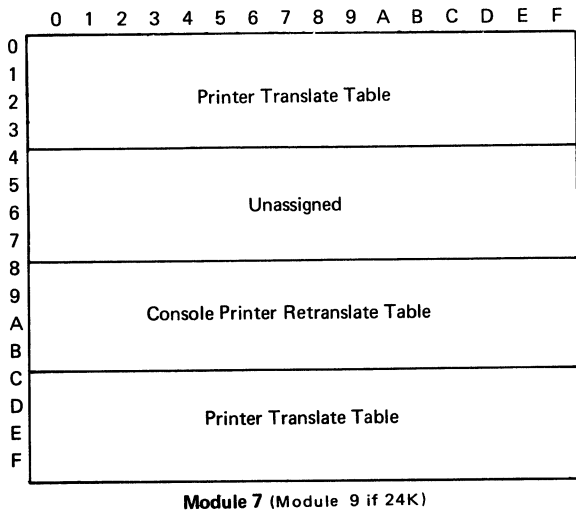 0 1 2 3 4 5 6 7 8 9 A B C D E F
0
1
2
3
Printer Translate Table
4
5
6
7
Unassigned
8
9
A
B
Console Printer Retranslate Table
C
D
E
F
Printer Translate Table
Module 7 (Module 9 if 24K)